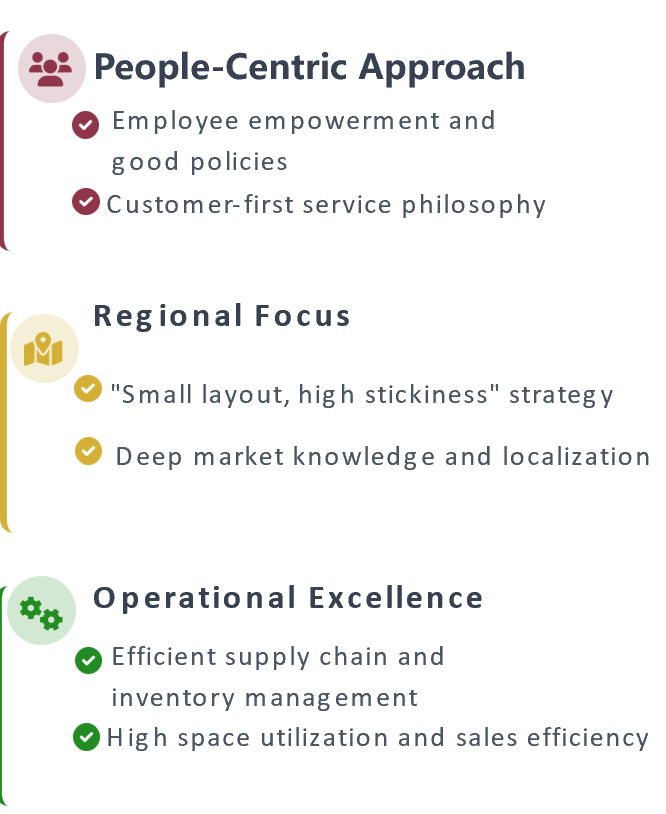 People-Centric Approach
Employee empowerment and
good policies
Customer-first service philosophy
Regional Focus
"Small layout, high stickiness" strategy
Deep market knowledge and localization
Operational Excellence
Efficient supply chain and
inventory management
High space utilization and sales efficiency